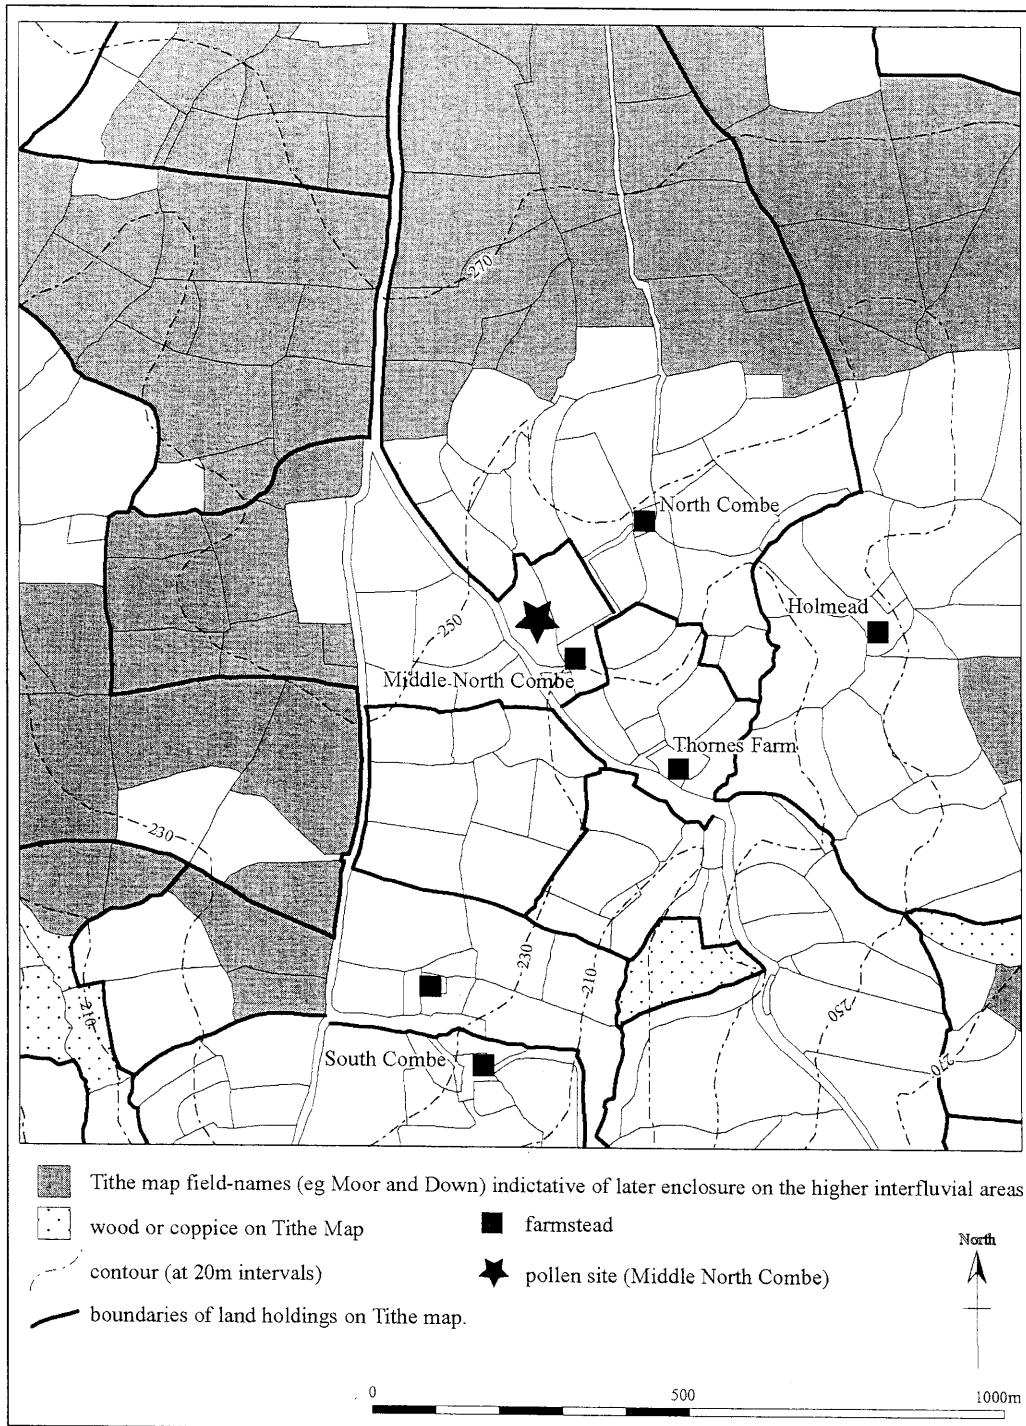 270
North Combe
Holmead
250
Middle North Combe
Thornes Farm
230
230
210
210
250
South Combe
270
Tithe map field-names (eg Moor and Down) indictative of later enclosure on the higher interfluvial areas
wood or coppice on Tithe Map
farmstead
North
contour (at 20m intervals)
pollen site (Middle North Combe)
boundaries of land holdings on Tithe map.
0 500 1000m